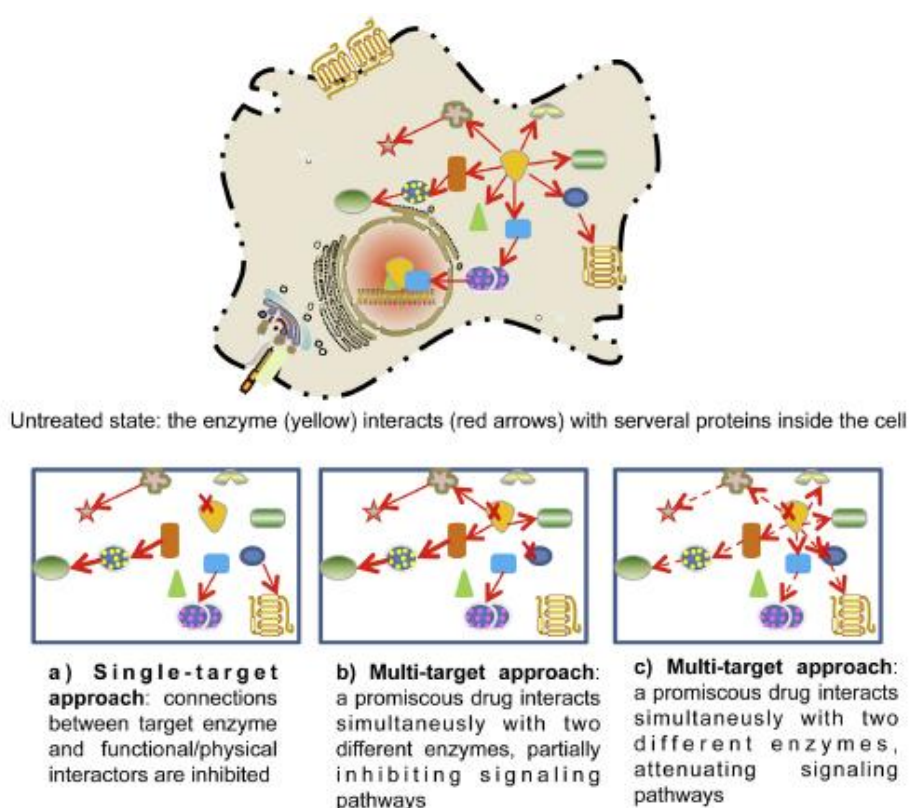 Untreated state: the enzyme (yellow) interacts (red arrows) with serveral proteins inside the cell
a) Single-target
approach: connections
between target enzyme
and functional/physical
interactors are inhibited
b) Multi-target approach:
a promiscous drug interacts
simultaneusly with two
different enzymes, partially
inhibiting signaling
pathways
c) Multi-target approach:
a promiscous drug interacts
simultaneusly with two
different enzymes,
attenuating signaling
pathways